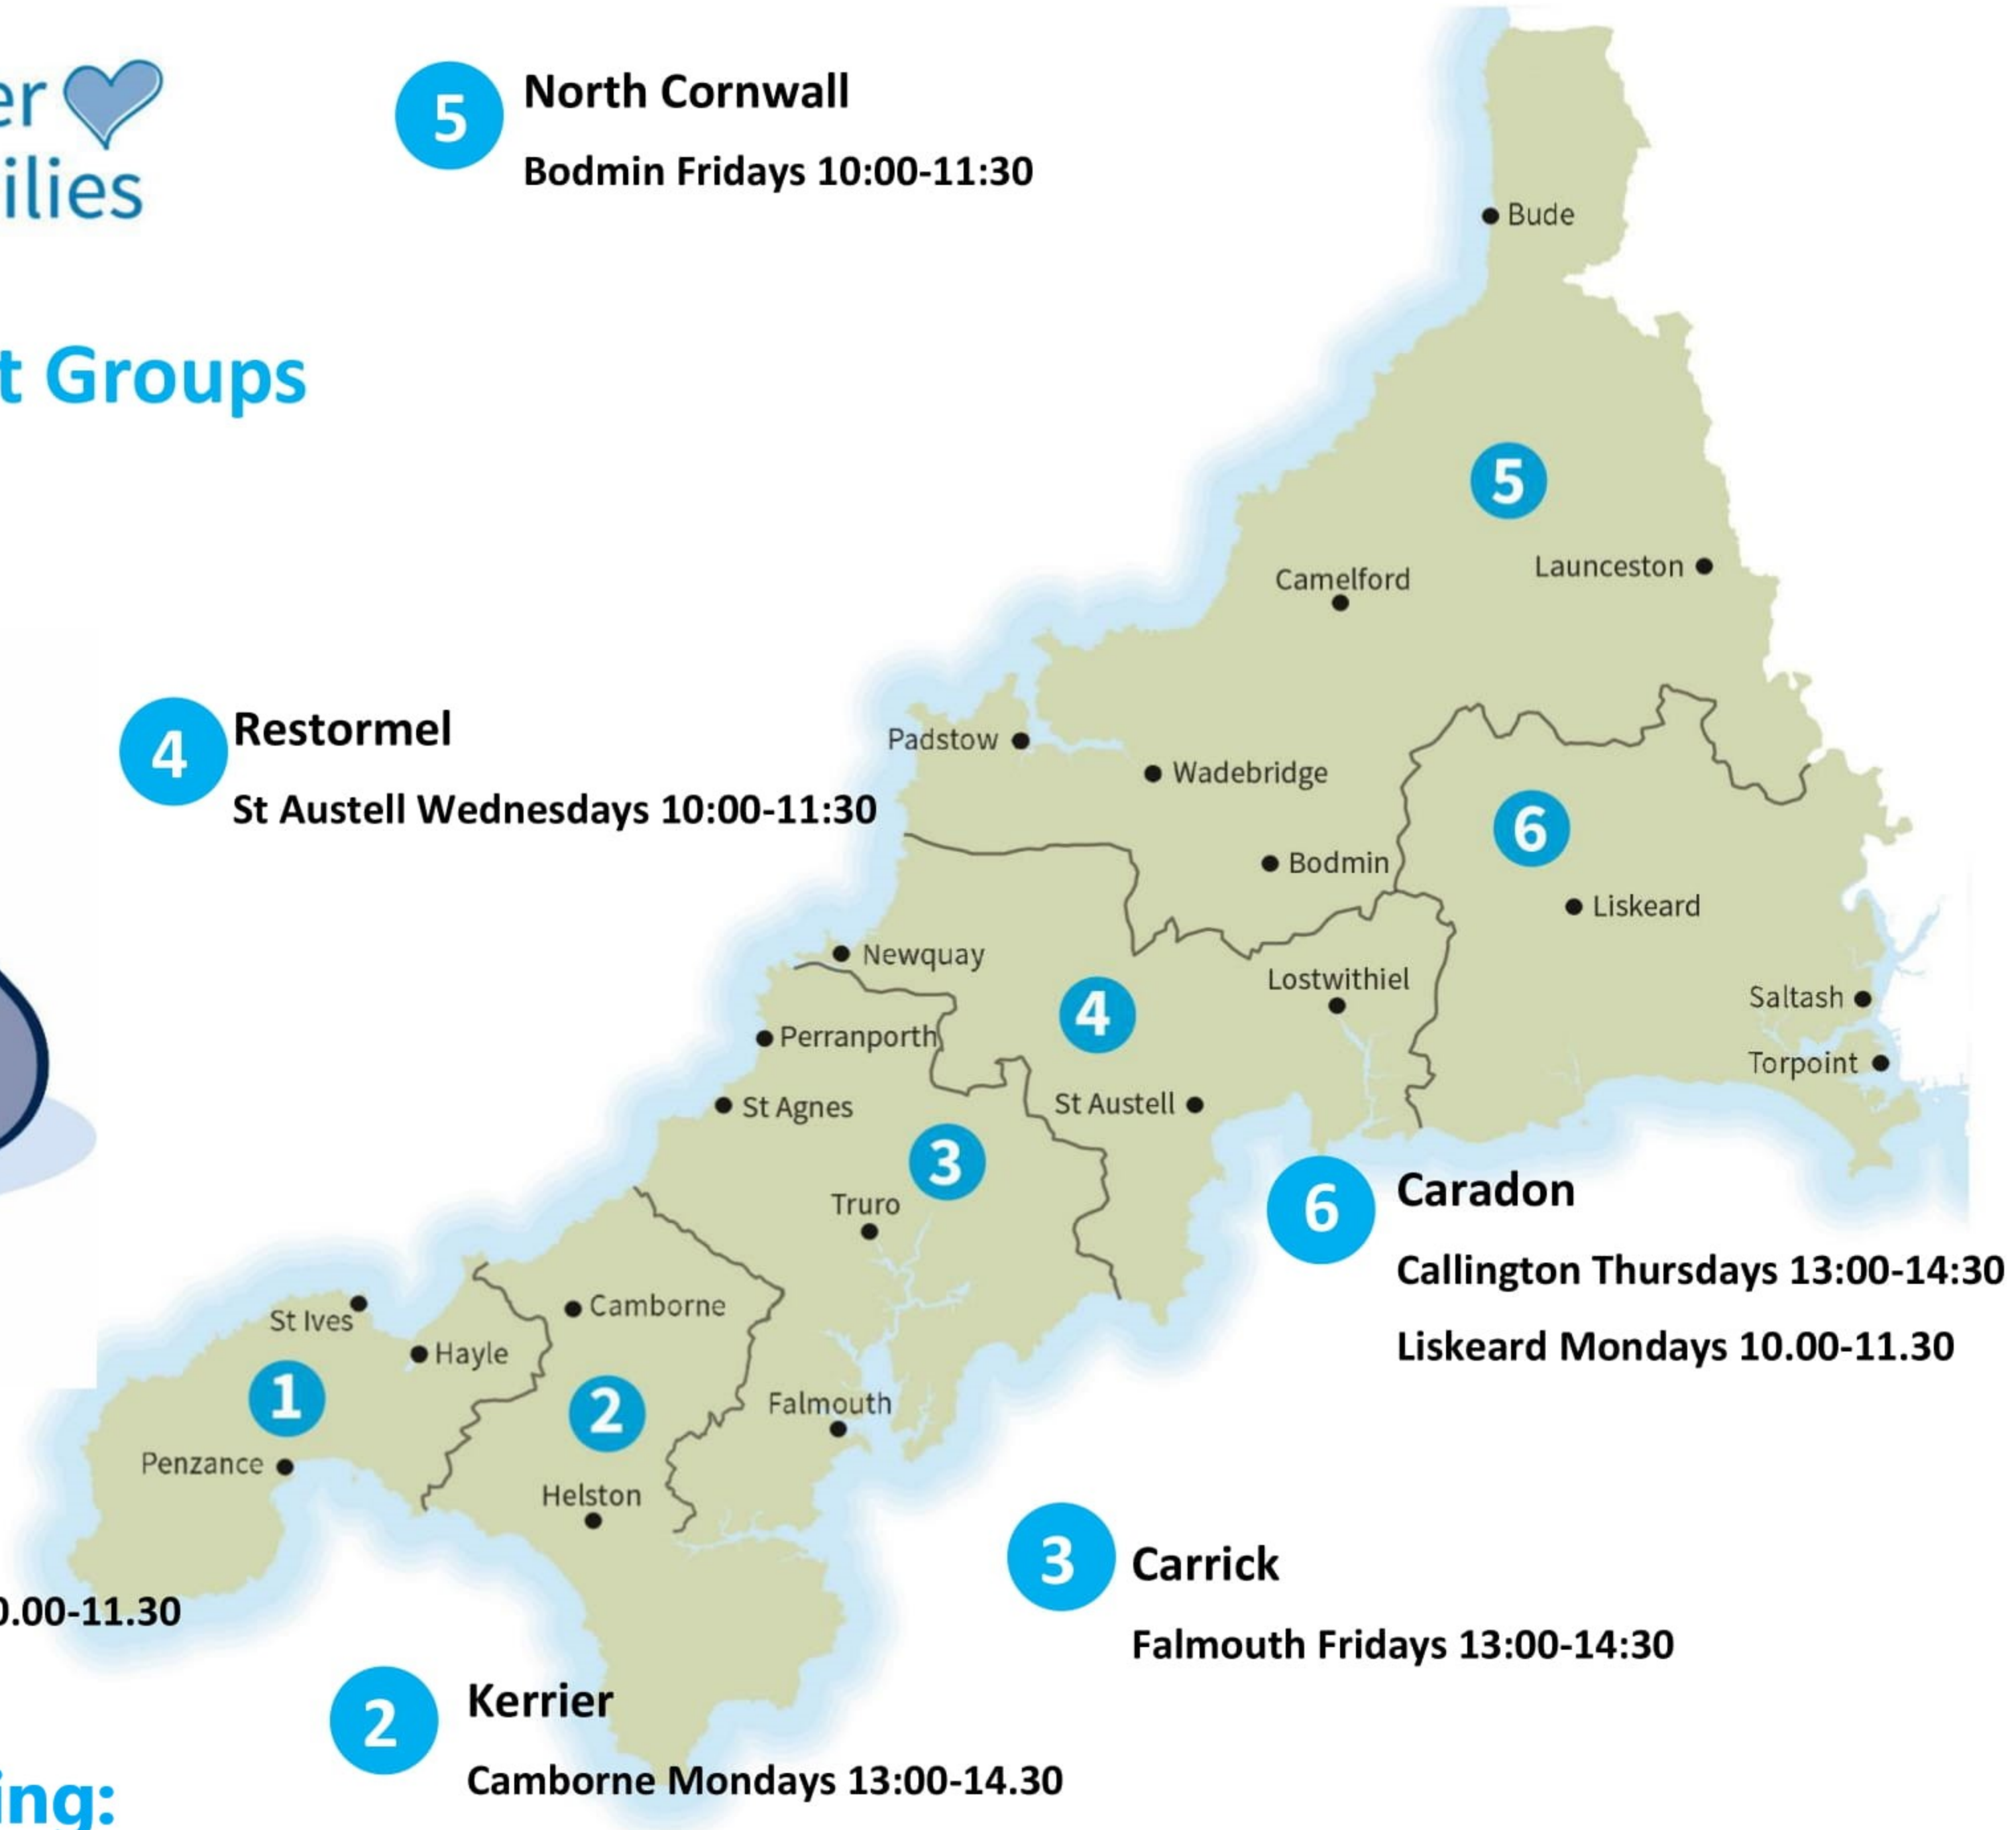 5
North Cornwall
Bodmin Fridays 10:00-11:30
Bude
t Groups
5
Camelford
Launceston
4
Restormel
St Austell Wednesdays 10:00-11:30
Padstow
Wadebridge
6
Bodmin
Liskeard
Newquay
4
Lostwithiel
Saltash
Perranporth
Torpoint
St Agnes
St Austell
3
Truro
6
Caradon
Callington Thursdays 13:00-14:30
Liskeard Mondays 10.00-11.30
St Ives
Camborne
Hayle
1
2
Falmouth
Penzance
Helston
3
Carrick
Falmouth Fridays 13:00-14:30
0.00-11.30
2
Kerrier
Camborne Mondays 13:00-14.30
ing:
er
ilies